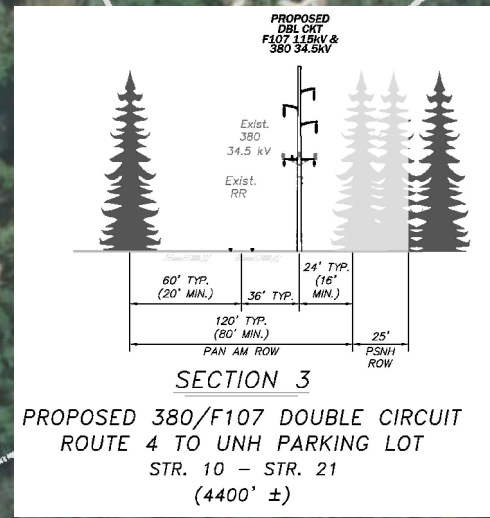 PROPOSED
DBL CKT
F107 115kV &
380 34.5kV
Exist.
380
34.5 kV
Exist.
RR
60' TYP.
(20' MIN.)
36' TYP.
24' TYP.
(16'
MIN.)
120' TYP.
(80' MIN.)
PAN AM ROW
25'
PSNH
ROW
SECTION 3
PROPOSED 380/F107 DOUBLE CIRCUIT
ROUTE 4 TO UNH PARKING LOT
STR. 10 – STR. 21
(4400' ±)